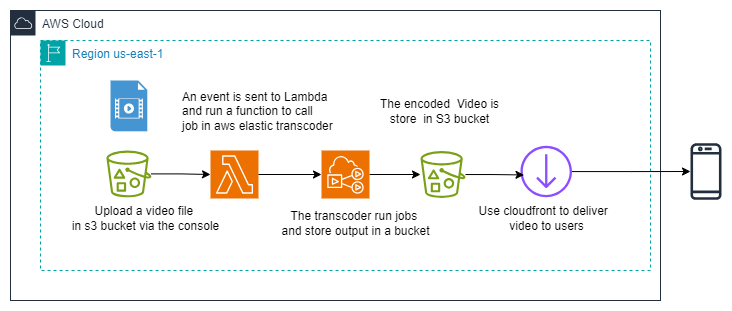 AWS Cloud
Region us-east-1
An event is sent to Lambda
and run a function to call
job in aws elastic transcoder
The encoded  Video is
store  in S3 bucket
Upload a video file
in s3 bucket via the console
The transcoder run jobs
and store output in a bucket
Use cloudfront to deliver
video to users